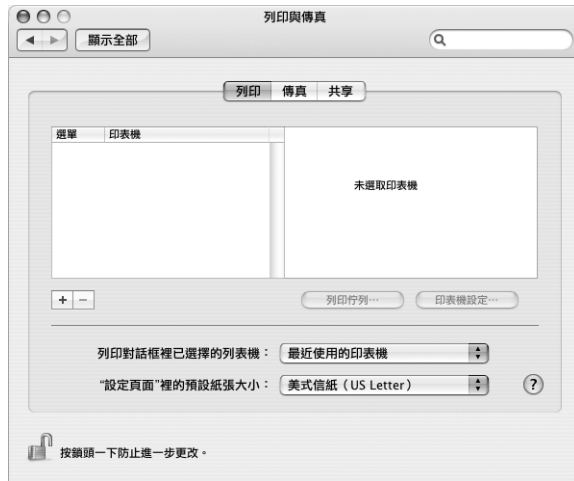 列印與傳真
顯示全部
列印 傳真 共享
選單 印表機
未選取印表機
+ −
列印佇列… 印表機設定…
列印對話框裡已選擇的列表機： 最近使用的印表機
“設定頁面”裡的預設紙張大小： 美式信紙（US Letter） ?
按鎖頭一下防止進一步更改。